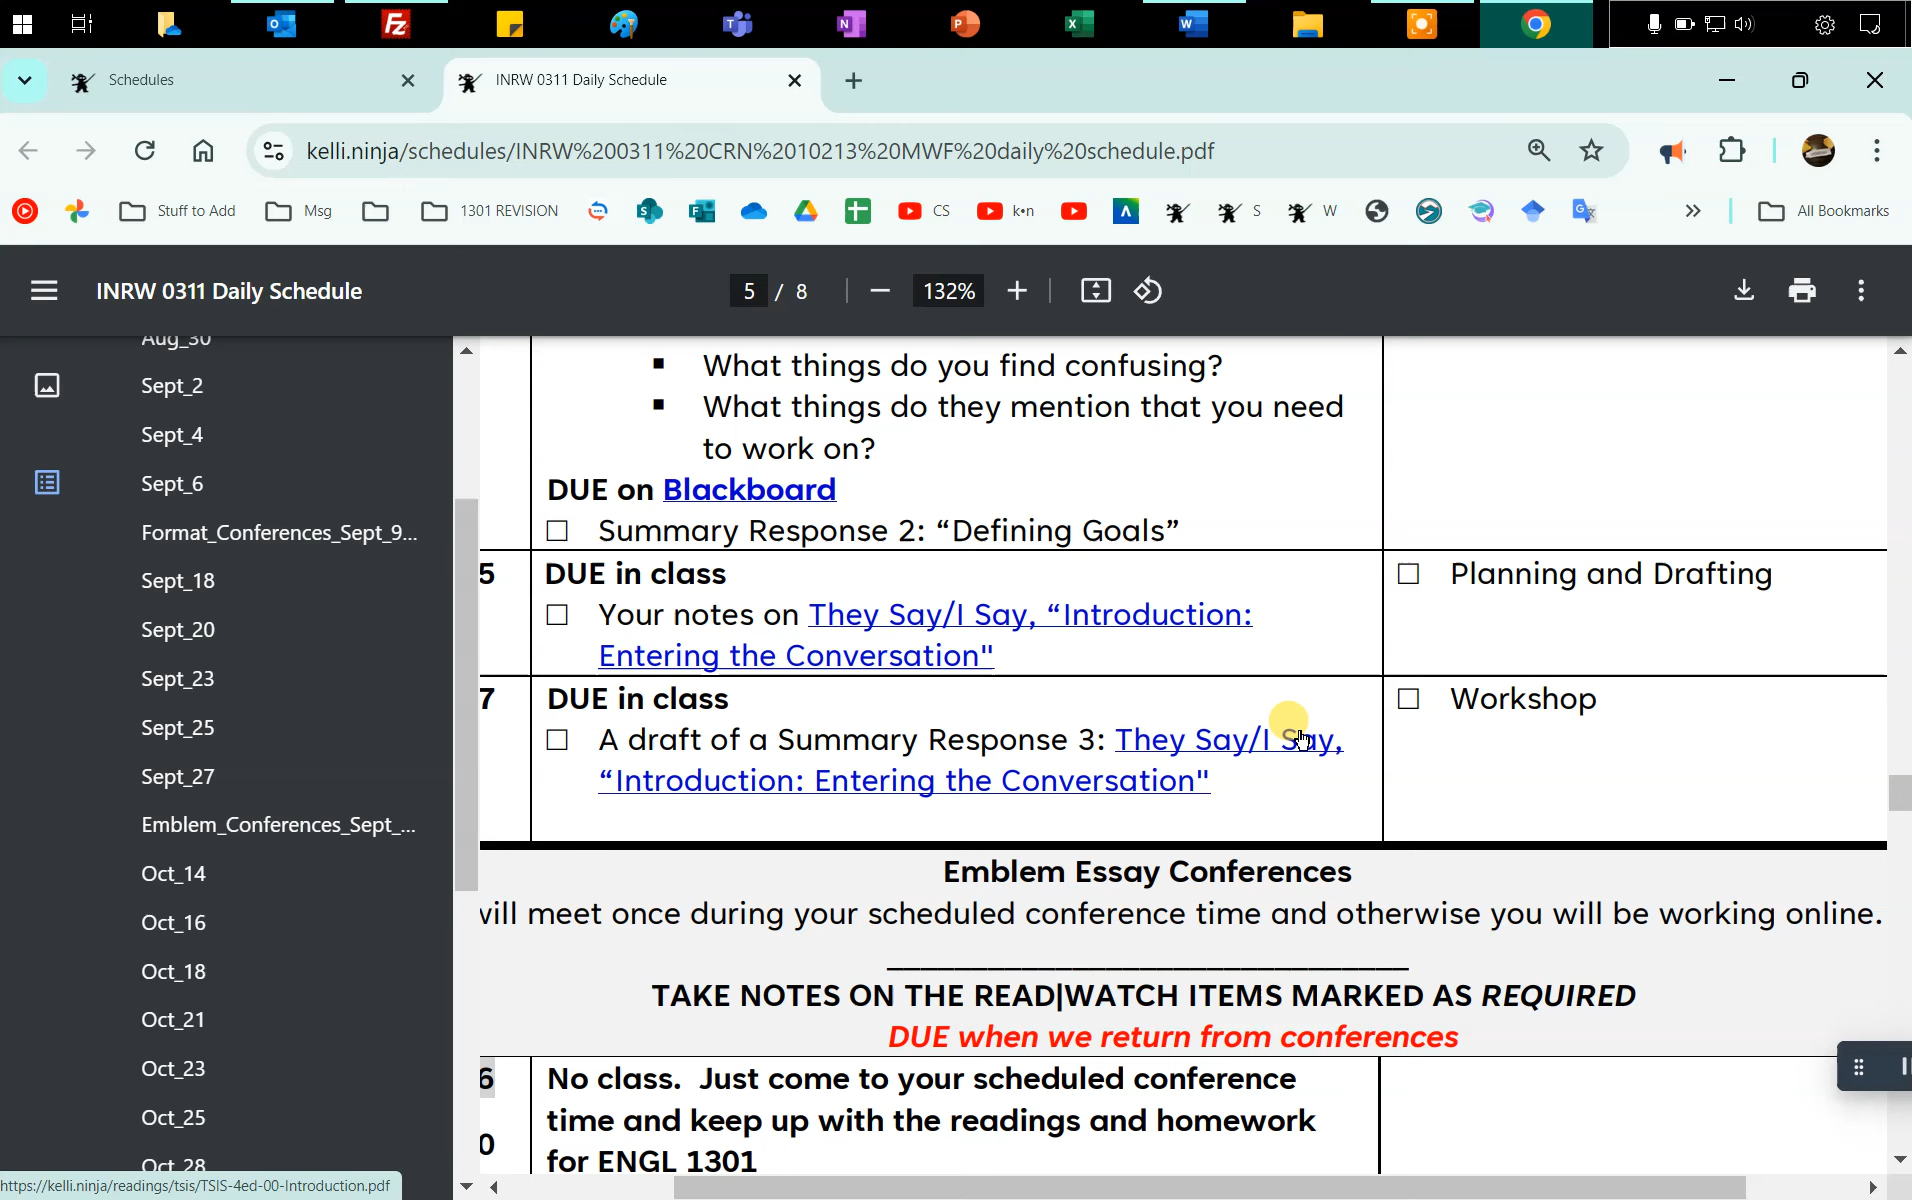 Schedules
INRW 0311 Daily Schedule
kelli.ninja/schedules/INRW%200311%20CRN%2010213%20MWF%20daily%20schedule.pdf
Stuff to Add
Msg
1301 REVISION
CS
k•n
S
W
All Bookmarks
INRW 0311 Daily Schedule
5 / 8
132%
Aug_30
Sept_2
Sept_4
Sept_6
Format_Conferences_Sept_9...
Sept_18
Sept_20
Sept_23
Sept_25
Sept_27
Emblem_Conferences_Sept_...
Oct_14
Oct_16
Oct_18
Oct_21
Oct_23
Oct_25
Oct_28
https://kelli.ninja/readings/tsis/TSIS-4ed-00-Introduction.pdf
▪ What things do you find confusing?
▪ What things do they mention that you need
to work on?
DUE on Blackboard
☐ Summary Response 2: “Defining Goals”
5 DUE in class
☐ Planning and Drafting
☐ Your notes on They Say/I Say, “Introduction:
Entering the Conversation"
7 DUE in class
☐ Workshop
☐ A draft of a Summary Response 3: They Say/I Say,
“Introduction: Entering the Conversation"
Emblem Essay Conferences
will meet once during your scheduled conference time and otherwise you will be working online.
TAKE NOTES ON THE READ|WATCH ITEMS MARKED AS REQUIRED
DUE when we return from conferences
6 No class. Just come to your scheduled conference
time and keep up with the readings and homework
0
for ENGL 1301